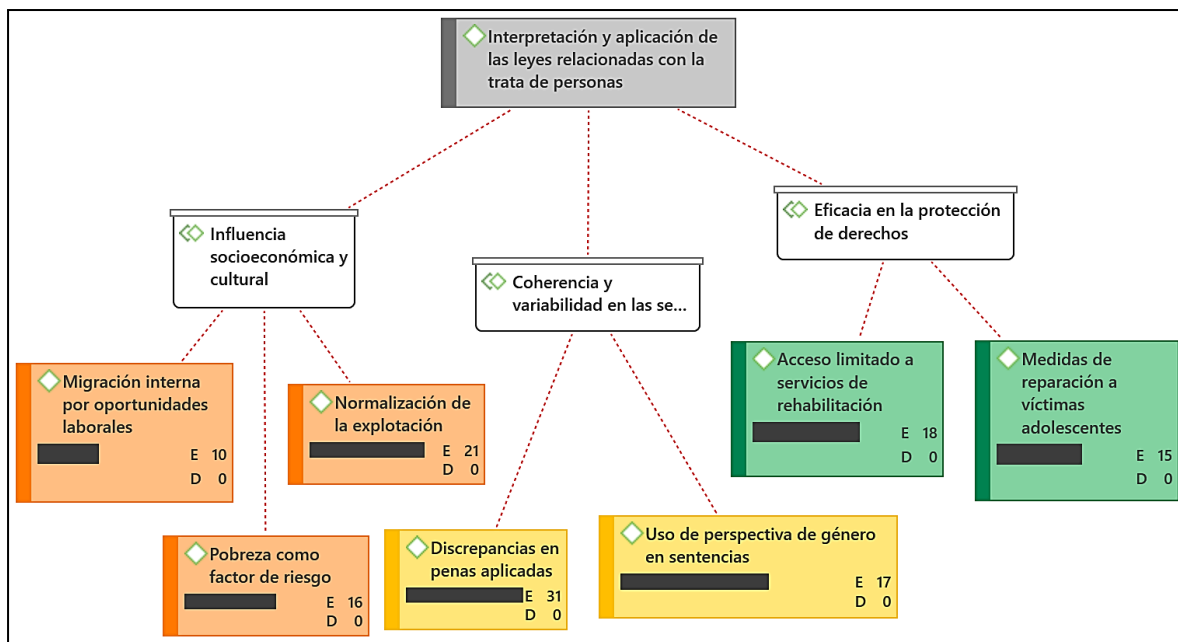 Interpretación y aplicación de
las leyes relacionadas con la
trata de personas
Influencia
socioeconómica y
cultural
Coherencia y
variabilidad en las se...
Eficacia en la protección
de derechos
Migración interna
por oportunidades
laborales
E 10
D 0
Normalización de
la explotación
E 21
D 0
Acceso limitado a
servicios de
rehabilitación
E 18
D 0
Medidas de
reparación a
víctimas
adolescentes
E 15
D 0
Pobreza como
factor de riesgo
E 16
D 0
Discrepancias en
penas aplicadas
E 31
D 0
Uso de perspectiva de género
en sentencias
E 17
D 0